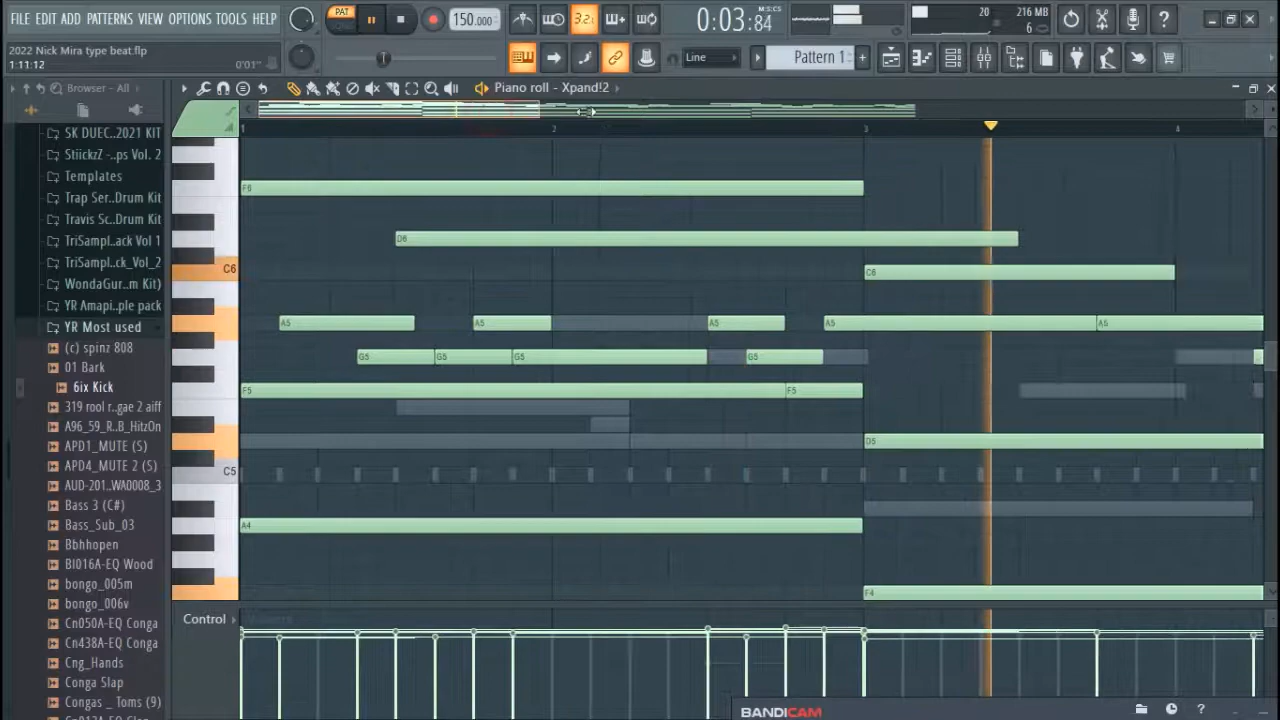 FILE EDIT PATTERNS VIEW OPTIONS TOOLS HELP
PAT
150.000
3.2.
0:03:84
M:S:CS
20
216 MB
6
2022 Nick Mira type beat.flp
1:11:12
0'01"
Line
Pattern 1
Browser - All
Piano roll - Xpand!2
1
2
3
4
SK DUEC..2021 KIT
StiickzZ -..ps Vol. 2
Templates
Trap Ser..Drum Kit
Travis Sc..Drum Kit
TriSampl..ack Vol 1
TriSampl..ck_Vol_2
WondaGur..m Kit)
YR Amapi..ple pack
YR Most used
(c) spinz 808
01 Bark
6ix Kick
319 rool r..gae 2 aiff
A96_59_R..B_HitzOn
APD1_MUTE (S)
APD4_MUTE 2 (S)
AUD-201..WA0008_3
Bass 3 (C#)
Bass_Sub_03
Bbhhopen
BI016A-EQ Wood
bongo_005m
bongo_006v
Cn050A-EQ Conga
Cn438A-EQ Conga
Cng_Hands
Conga Slap
Congas _ Toms (9)
F6
D6
C6
C6
A5
A5
A5
A5
A5
G5
G5
G5
G5
F5
F5
D5
C5
A4
F4
Control
BANDICAM